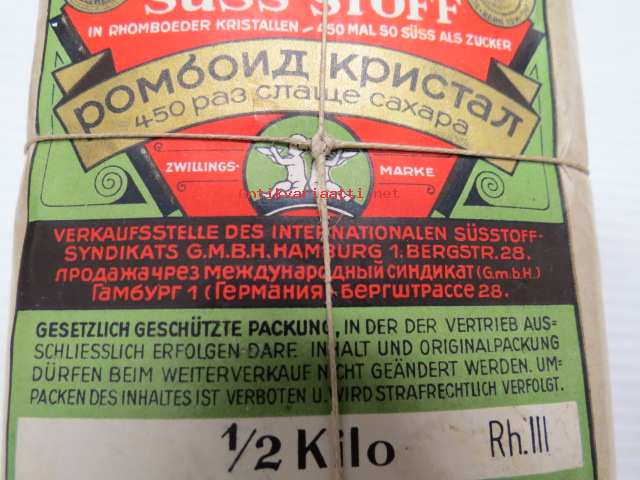 SÜSS STOFF
IN RHOMBOEDER KRISTALLEN - 450 MAL SO SÜSS ALS ZUCKER
РОМБОИД КРИСТАЛ
450 раз слаще сахара
ZWILLINGS- MARKE
antikvariaatti.net
VERKAUFSSTELLE DES INTERNATIONALEN SÜSSTOFF-
SYNDIKATS G.M.B.H. HAMBURG 1. BERGSTR. 28.
ПРОДАЖА ЧРЕЗ МЕЖДУНАРОДНЫЙ СИНДИКАТ (G.m.b.H.)
ГАМБУРГ 1 (ГЕРМАНИЯ) БЕРГШТРАССЕ 28.
GESETZLICH GESCHÜTZTE PACKUNG, IN DER DER VERTRIEB AUS-
SCHLIESSLICH ERFOLGEN DARF. INHALT UND ORIGINALPACKUNG
DÜRFEN BEIM WEITERVERKAUF NICHT GEÄNDERT WERDEN. UM-
PACKEN DES INHALTES IST VERBOTEN U. WIRD STRAFRECHTLICH VERFOLGT.
1/2 Kilo Rh. III